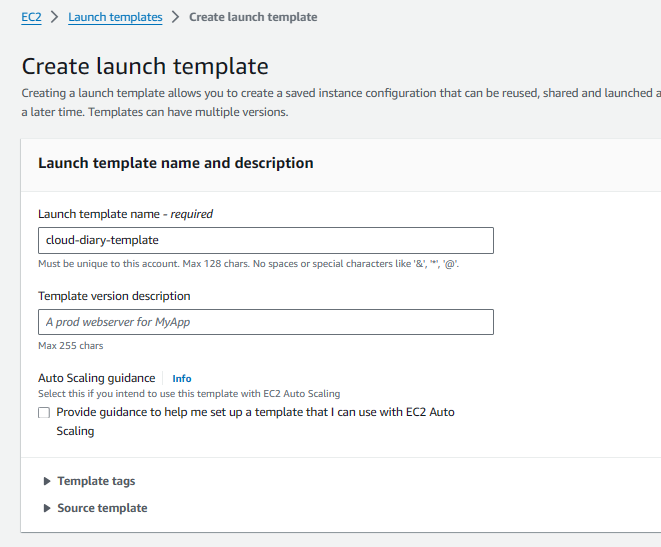 EC2 > Launch templates > Create launch template
Create launch template
Creating a launch template allows you to create a saved instance configuration that can be reused, shared and launched a
a later time. Templates can have multiple versions.
Launch template name and description
Launch template name - required
cloud-diary-template
Must be unique to this account. Max 128 chars. No spaces or special characters like '&', '*', '@'.
Template version description
A prod webserver for MyApp
Max 255 chars
Auto Scaling guidance Info
Select this if you intend to use this template with EC2 Auto Scaling
Provide guidance to help me set up a template that I can use with EC2 Auto
Scaling
Template tags
Source template